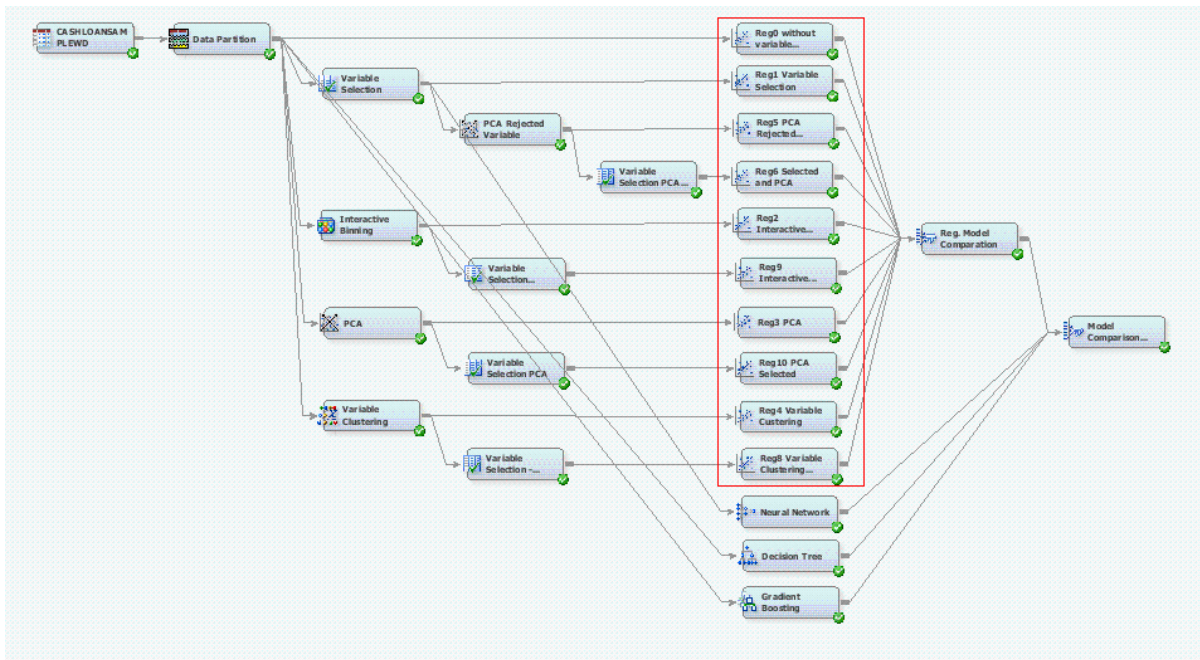 CASHLOANSAM
PLEWD
Data Partition
Reg0 without
variable...
Variable
Selection
Reg1 Variable
Selection
PCA Rejected
Variable
Reg5 PCA
Rejected...
Variable
Selection PCA ...
Reg6 Selected
and PCA
Interactive
Binning
Reg2
Interactive...
Reg. Model
Comparation
Variable
Selection...
Reg9
Interactive...
PCA
Reg3 PCA
Model
Comparison...
Variable
Selection PCA
Reg10 PCA
Selected
Variable
Clustering
Reg4 Variable
Custering
Variable
Selection -...
Reg8 Variable
Clustering...
Neural Network
Decision Tree
Gradient
Boosting